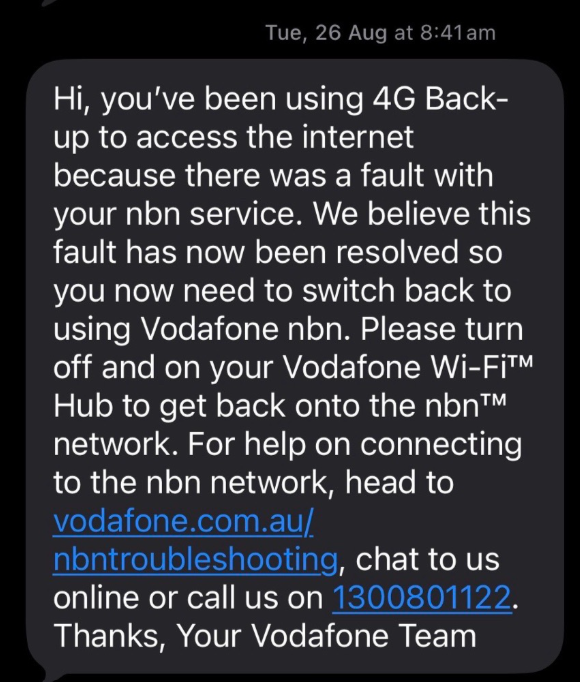 Tue, 26 Aug at 8:41 am
Hi, you’ve been using 4G Back-
up to access the internet
because there was a fault with
your nbn service. We believe this
fault has now been resolved so
you now need to switch back to
using Vodafone nbn. Please turn
off and on your Vodafone Wi-Fi™
Hub to get back onto the nbn™
network. For help on connecting
to the nbn network, head to
vodafone.com.au/
nbntroubleshooting, chat to us
online or call us on 1300801122.
Thanks, Your Vodafone Team